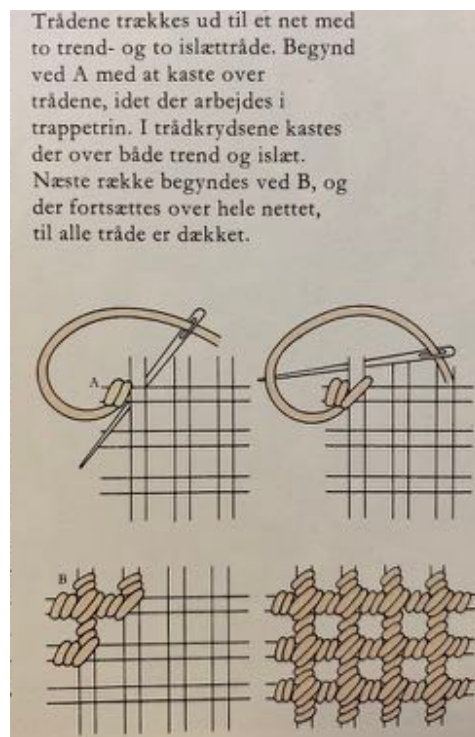 Trådene trækkes ud til et net med
to trend- og to islættråde. Begynd
ved A med at kaste over
trådene, idet der arbejdes i
trappetrin. I trådkrydsene kastes
der over både trend og islæt.
Næste række begyndes ved B, og
der fortsættes over hele nettet,
til alle tråde er dækket.
A
B